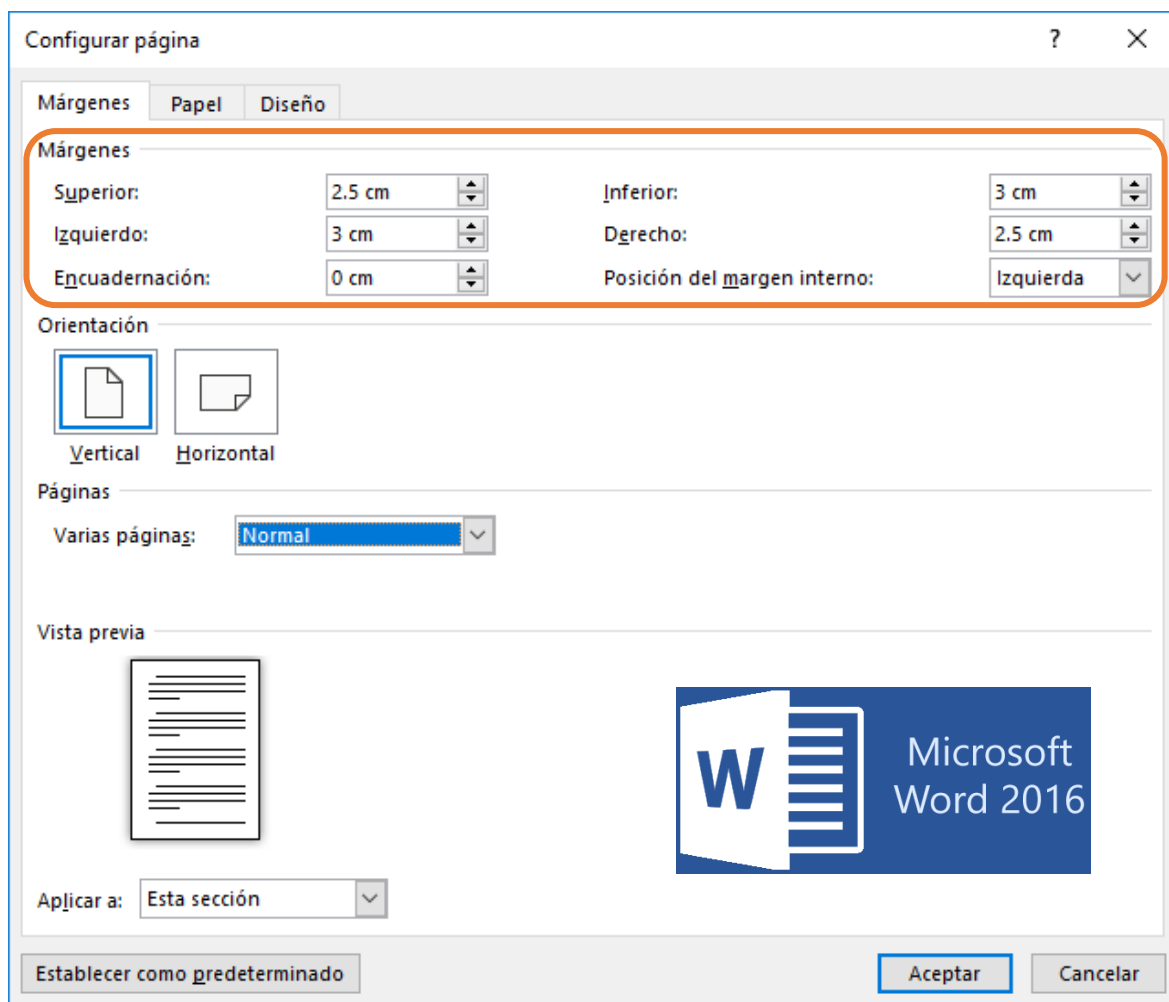 Configurar página ?
Márgenes Papel Diseño
Márgenes
Superior: 2.5 cm Inferior: 3 cm
Izquierdo: 3 cm Derecho: 2.5 cm
Encuadernación: 0 cm Posición del margen interno: Izquierda
Orientación
Vertical Horizontal
Páginas
Varias páginas: Normal
Vista previa
W Microsoft
Word 2016
Aplicar a: Esta sección
Establecer como predeterminado Aceptar Cancelar